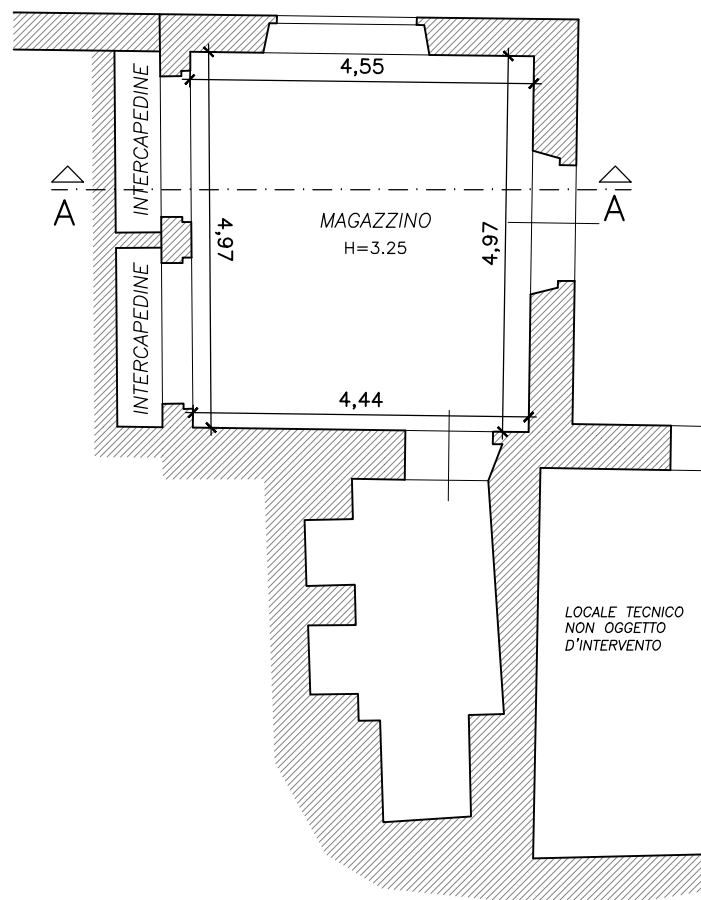 4,55
INTERCAPEDINE
A
A
4,97
MAGAZZINO
H=3.25
4,97
INTERCAPEDINE
4,44
LOCALE TECNICO
NON OGGETTO
D'INTERVENTO